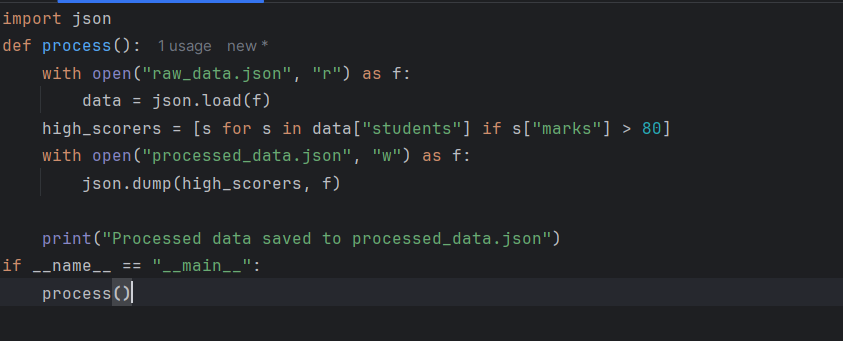 import json
def process():  1 usage  new *
    with open("raw_data.json", "r") as f:
        data = json.load(f)
    high_scorers = [s for s in data["students"] if s["marks"] > 80]
    with open("processed_data.json", "w") as f:
        json.dump(high_scorers, f)

    print("Processed data saved to processed_data.json")
if __name__ == "__main__":
    process()